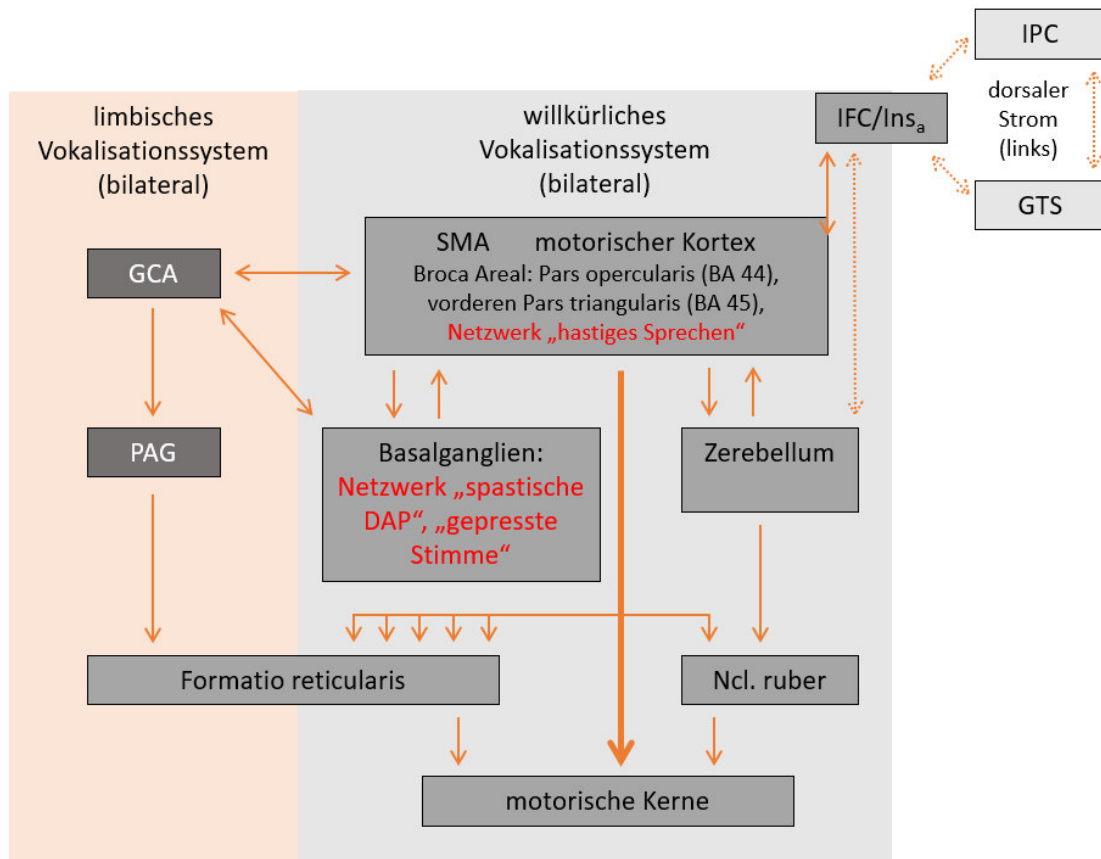 limbisches
Vokalisationssystem
(bilateral)
willkürliches
Vokalisationssystem
(bilateral)
IFC/Insa
IPC
dorsaler
Strom
(links)
GTS
GCA
SMA motorischer Kortex
Broca Areal: Pars opercularis (BA 44),
vorderen Pars triangularis (BA 45),
Netzwerk „hastiges Sprechen“
PAG
Basalganglien:
Netzwerk „spastische
DAP“, „gepresste
Stimme“
Zerebellum
Formatio reticularis
Ncl. ruber
motorische Kerne